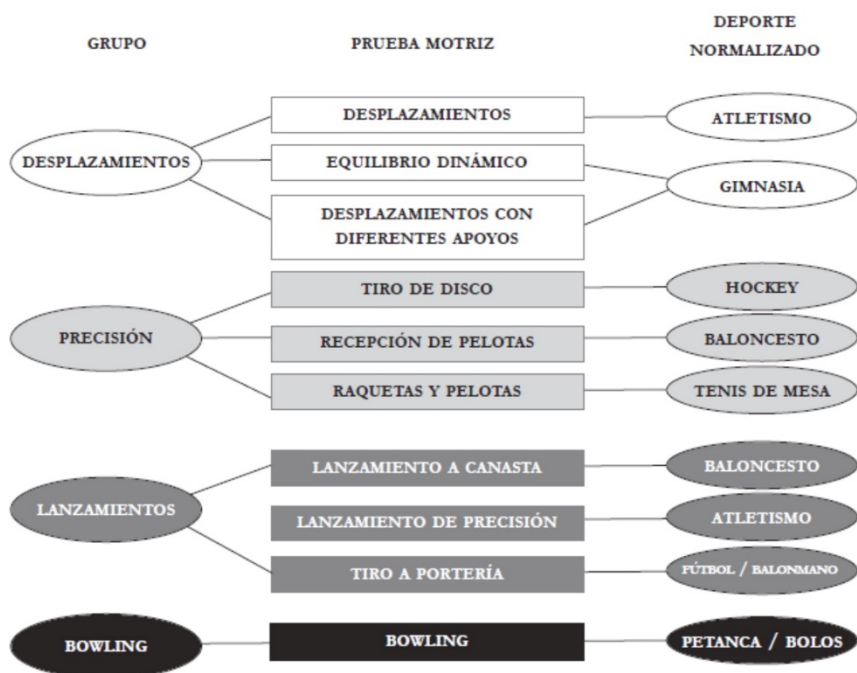 GRUPO
PRUEBA MOTRIZ
DEPORTE
NORMALIZADO
DESPLAZAMIENTOS
DESPLAZAMIENTOS
ATLETISMO
EQUILIBRIO DINÁMICO
GIMNASIA
DESPLAZAMIENTOS CON
DIFERENTES APOYOS
PRECISIÓN
TIRO DE DISCO
HOCKEY
RECEPCIÓN DE PELOTAS
BALONCESTO
RAQUETAS Y PELOTAS
TENIS DE MESA
LANZAMIENTOS
LANZAMIENTO A CANASTA
BALONCESTO
LANZAMIENTO DE PRECISIÓN
ATLETISMO
TIRO A PORTERÍA
FÚTBOL / BALONMANO
BOWLING
BOWLING
PETANCA / BOLOS